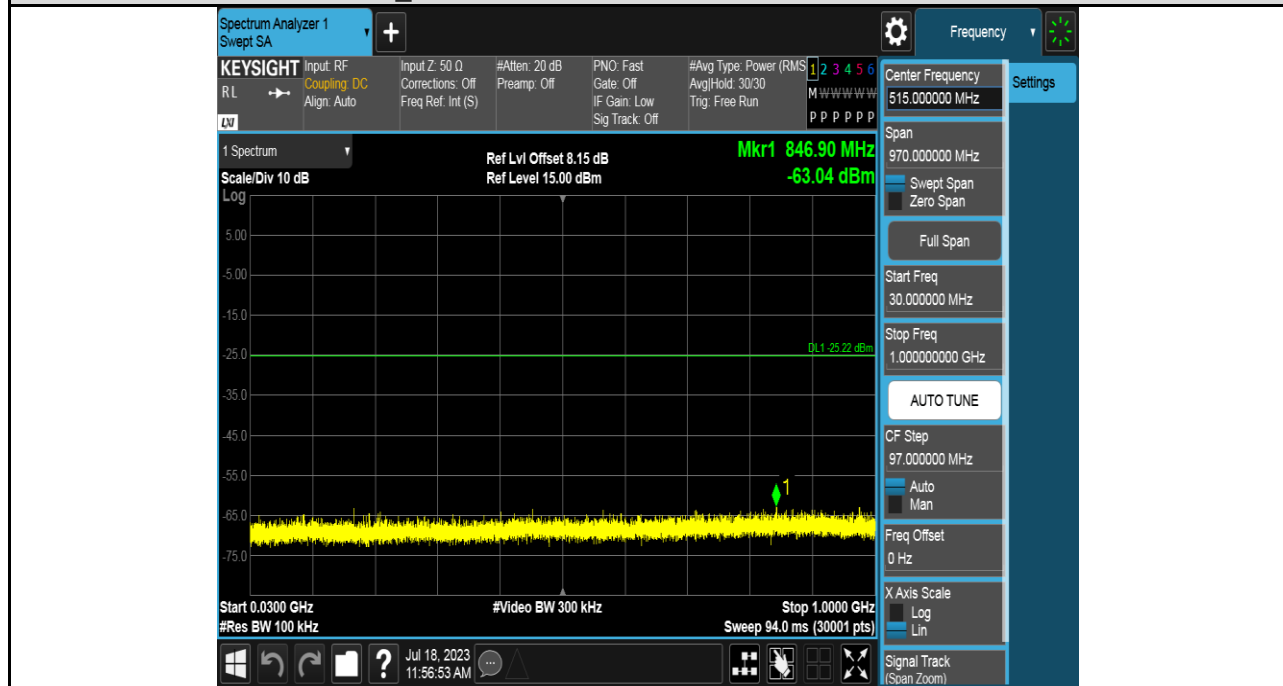 Spectrum Analyzer 1
Swept SA
+
Frequency
KEYSIGHT
RL
LXI
Input: RF
Coupling: DC
Align: Auto
Input Z: 50 Ω
Corrections: Off
Freq Ref: Int (S)
#Atten: 20 dB
Preamp: Off
PNO: Fast
Gate: Off
IF Gain: Low
Sig Track: Off
#Avg Type: Power (RMS
Avg|Hold: 30/30
Trig: Free Run
1 2 3 4 5 6
M W W W W W
P P P P P P
1 Spectrum
Scale/Div 10 dB
Ref Lvl Offset 8.15 dB
Ref Level 15.00 dBm
Mkr1 846.90 MHz
-63.04 dBm
Log
5.00
-5.00
-15.0
-25.0
DL1 -25.22 dBm
-35.0
-45.0
-55.0
1
-65.0
-75.0
Start 0.0300 GHz
#Video BW 300 kHz
Stop 1.0000 GHz
#Res BW 100 kHz
Sweep 94.0 ms (30001 pts)
?
Jul 18, 2023
11:56:53 AM
Center Frequency
515.000000 MHz
Settings
Span
970.000000 MHz
Swept Span
Zero Span
Full Span
Start Freq
30.000000 MHz
Stop Freq
1.000000000 GHz
AUTO TUNE
CF Step
97.000000 MHz
Auto
Man
Freq Offset
0 Hz
X Axis Scale
Log
Lin
Signal Track
(Span Zoom)